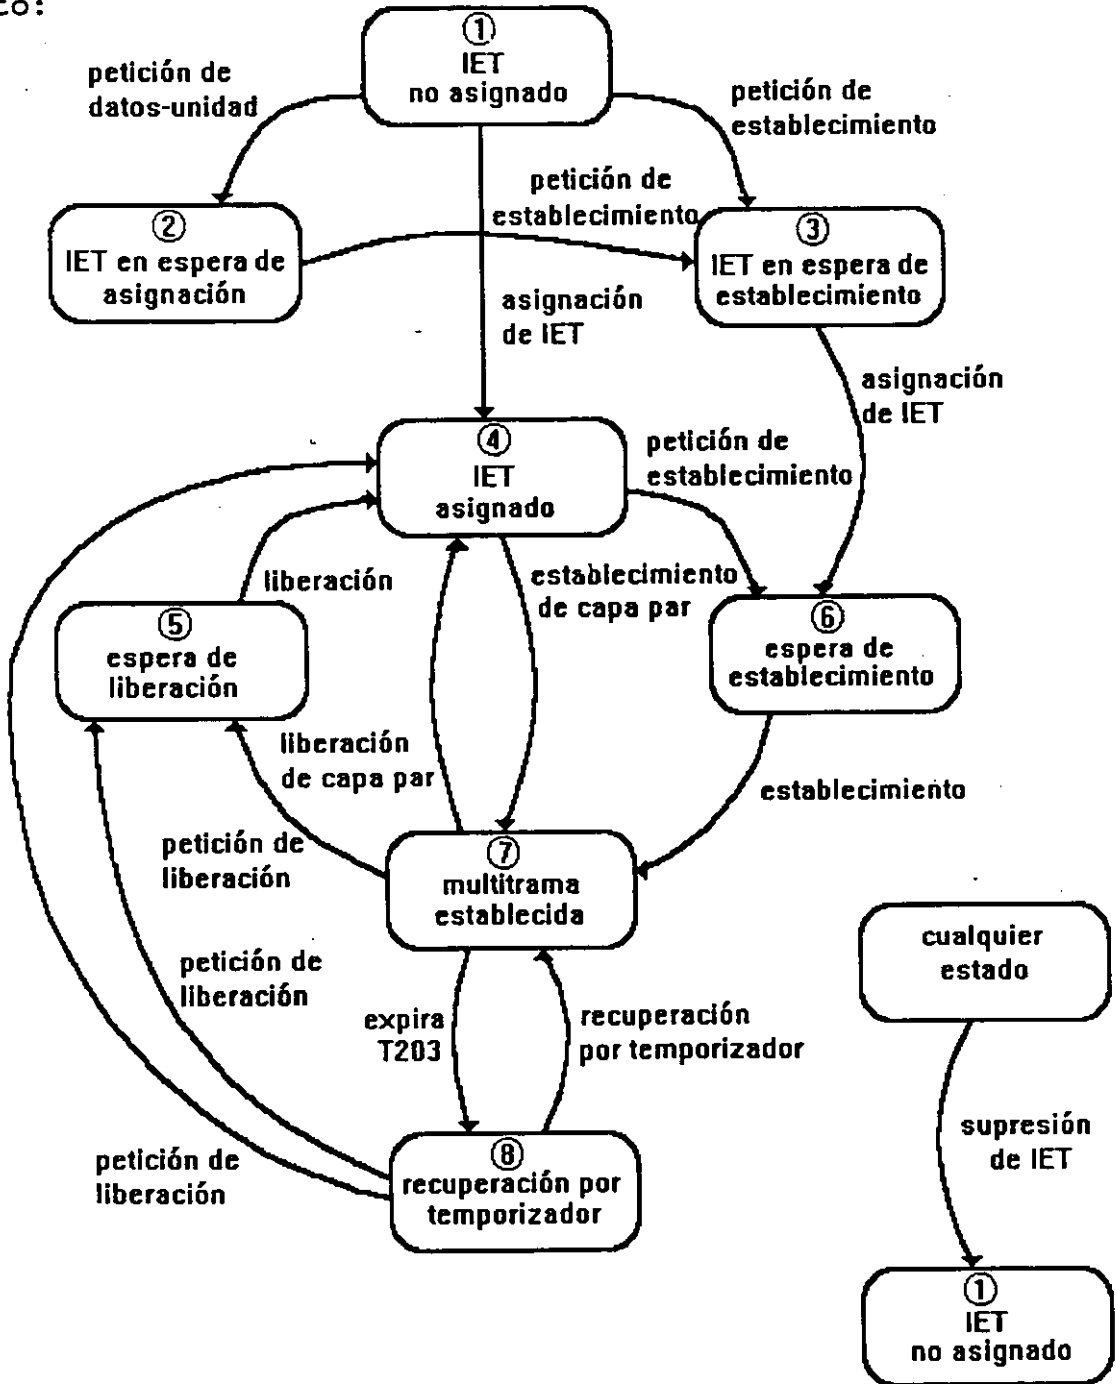 ①
IET
no asignado
petición de
datos-unidad
petición de
establecimiento
petición de
establecimiento
②
IET en espera de
asignación
③
IET en espera de
establecimiento
asignación
de IET
asignación
de IET
④
IET
asignado
petición de
establecimiento
liberación
establecimiento
de capa par
⑤
espera de
liberación
⑥
espera de
establecimiento
liberación
de capa par
establecimiento
petición de
liberación
⑦
multitrama
establecida
cualquier
estado
petición de
liberación
expira
T203
recuperación
por temporizador
supresión
de IET
petición de
liberación
⑧
recuperación por
temporizador
①
IET
no asignado